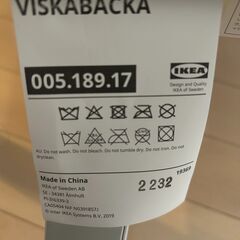 VISKABACKA
005.189.17
IKEA
Design and Quality
IKEA of Sweden
AU: Do not wash. Do not bleach. Do not tumble dry. Do not iron. Do not
Made in China
19369
2232
IKEA of Sweden AB
SE - 34381 Älmhult
© Inter IKEA Systems B.V. 2019